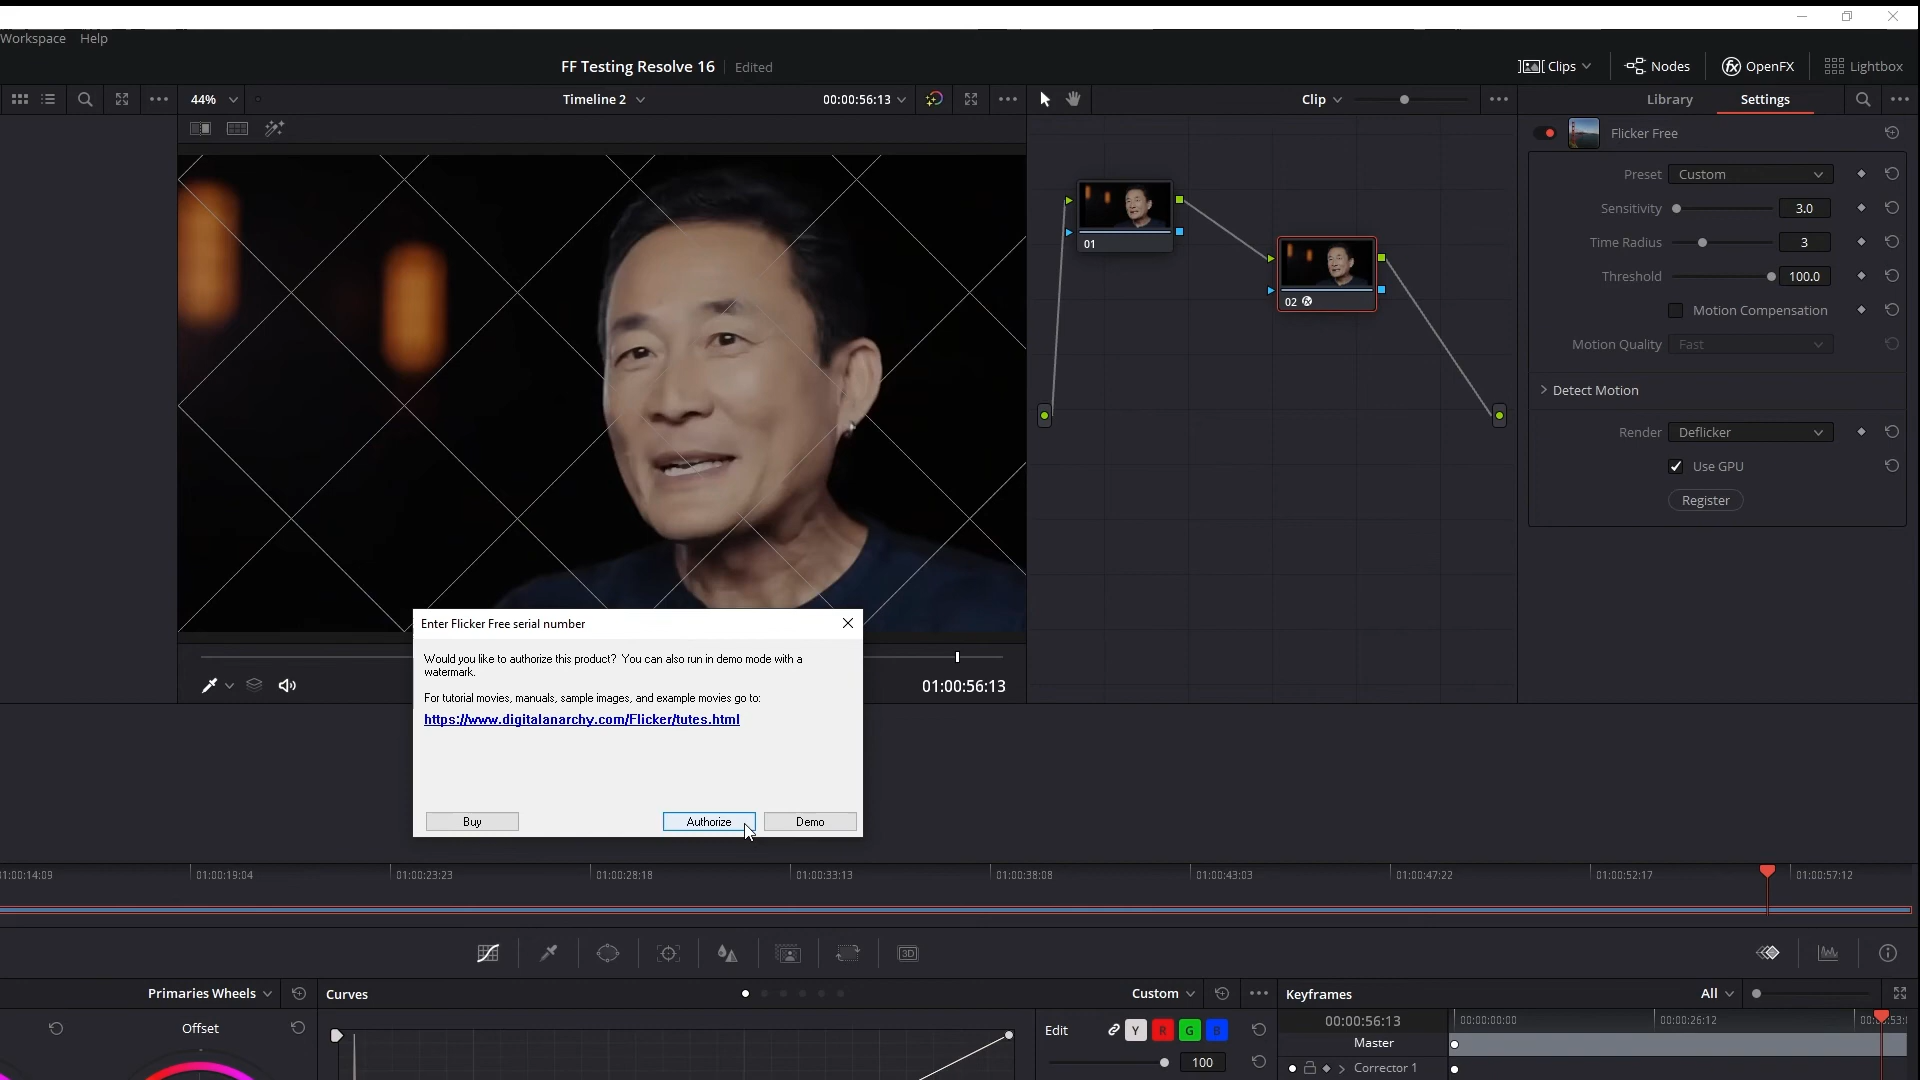 Workspace Help
FF Testing Resolve 16 Edited
Clips Nodes OpenFX Lightbox
44% Timeline 2 00:00:56:13 Clip Library Settings
Flicker Free
Preset Custom
Sensitivity 3.0
Time Radius 3
Threshold 100.0
Motion Compensation
Motion Quality Fast
Detect Motion
Render Deflicker
Use GPU
Register
01
02
Enter Flicker Free serial number
Would you like to authorize this product? You can also run in demo mode with a
watermark.
For tutorial movies, manuals, sample images, and example movies go to:
https://www.digitalanarchy.com/Flicker/tutes.html
Buy Authorize Demo
01:00:56:13
01:00:14:09 01:00:19:04 01:00:23:23 01:00:28:18 01:00:33:13 01:00:38:08 01:00:43:03 01:00:47:22 01:00:52:17 01:00:57:12
3D
Primaries Wheels Curves Custom Keyframes All
Offset Edit Y R G B 00:00:56:13 00:00:00:00 00:00:26:12
Master
100 Corrector 1